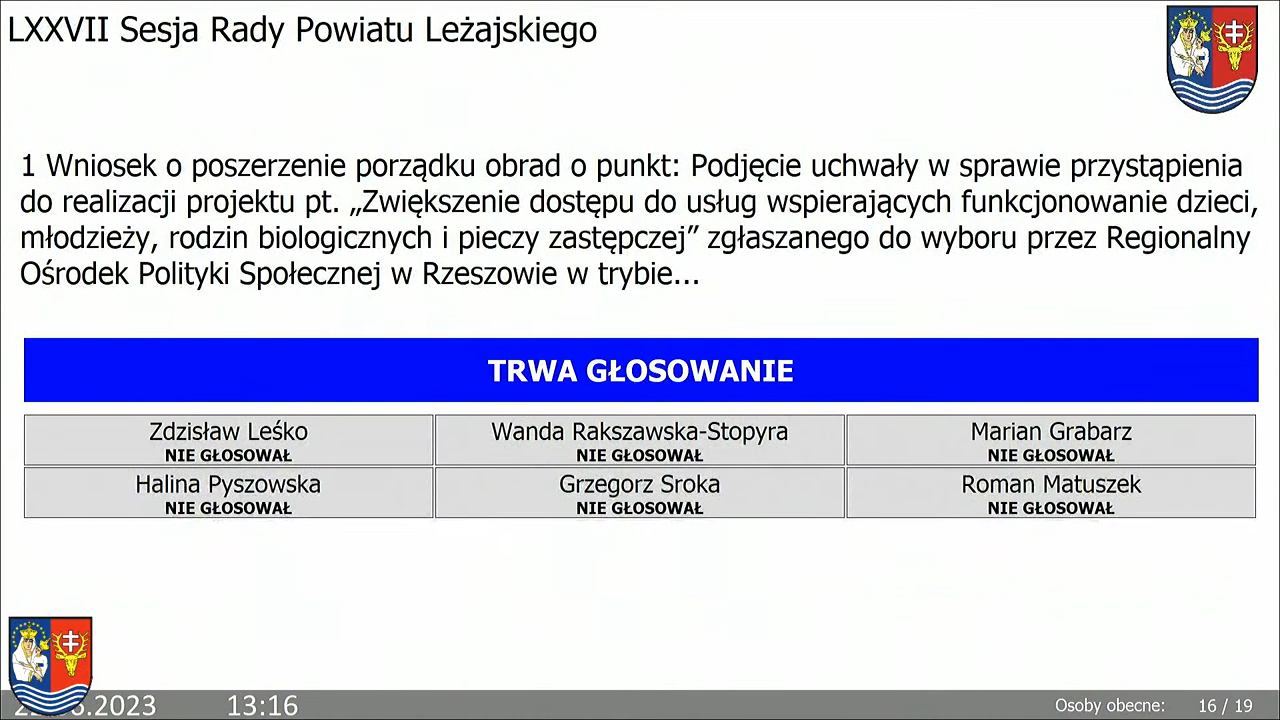 LXXVII Sesja Rady Powiatu Leżajskiego
1 Wniosek o poszerzenie porządku obrad o punkt: Podjęcie uchwały w sprawie przystąpienia
do realizacji projektu pt. „Zwiększenie dostępu do usług wspierających funkcjonowanie dzieci,
młodzieży, rodzin biologicznych i pieczy zastępczej” zgłaszanego do wyboru przez Regionalny
Ośrodek Polityki Społecznej w Rzeszowie w trybie...
TRWA GŁOSOWANIE
Zdzisław Leśko Wanda Rakszawska-Stopyra Marian Grabarz
NIE GŁOSOWAŁ NIE GŁOSOWAŁ NIE GŁOSOWAŁ
Halina Pyszowska Grzegorz Sroka Roman Matuszek
NIE GŁOSOWAŁ NIE GŁOSOWAŁ NIE GŁOSOWAŁ
13:16 Osoby obecne: 16 / 19